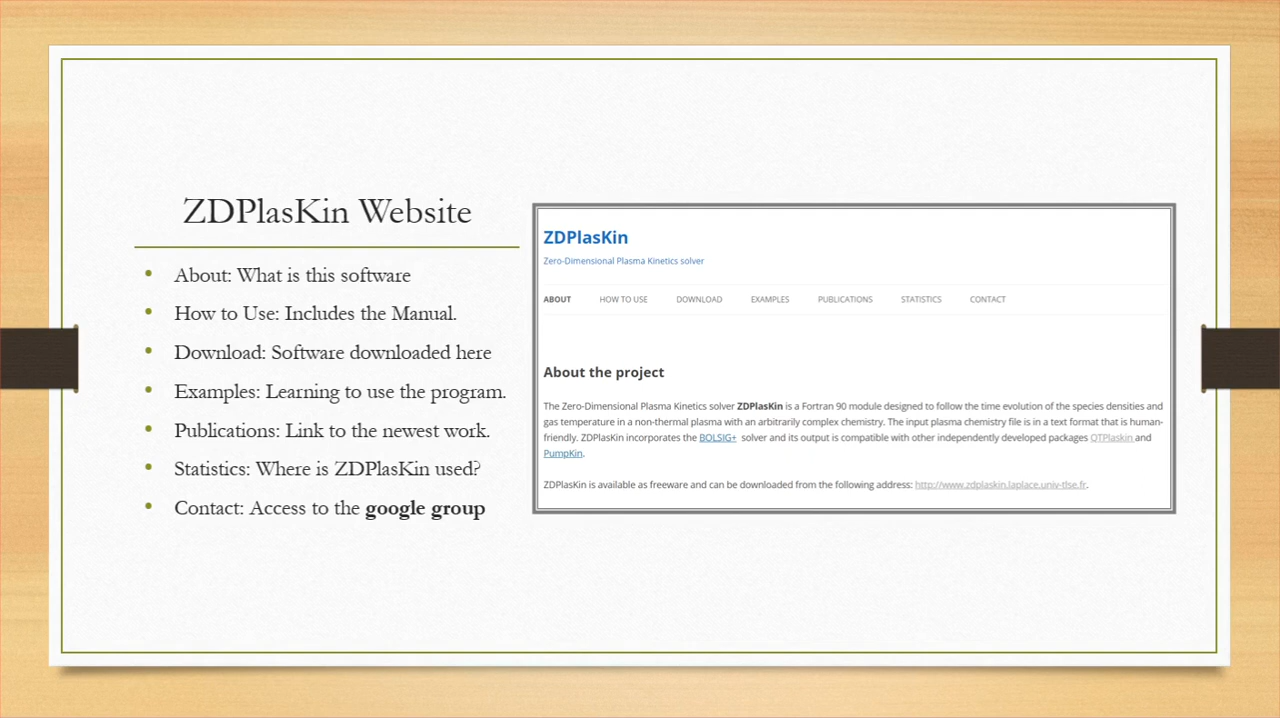 ZDPlasKin Website
• About: What is this software
• How to Use: Includes the Manual.
• Download: Software downloaded here
• Examples: Learning to use the program.
• Publications: Link to the newest work.
• Statistics: Where is ZDPlasKin used?
• Contact: Access to the google group
ZDPlasKin
Zero-Dimensional Plasma Kinetics solver
ABOUT HOW TO USE DOWNLOAD EXAMPLES PUBLICATIONS STATISTICS CONTACT
About the project
The Zero-Dimensional Plasma Kinetics solver ZDPlasKin is a Fortran 90 module designed to follow the time evolution of the species densities and
gas temperature in a non-thermal plasma with an arbitrarily complex chemistry. The input plasma chemistry file is in a text format that is human-
friendly. ZDPlasKin incorporates the BOLSIG+ solver and its output is compatible with other independently developed packages QTPlaskin and
PumpKin.
ZDPlasKin is available as freeware and can be downloaded from the following address: http://www.zdplaskin.laplace.univ-tlse.fr.